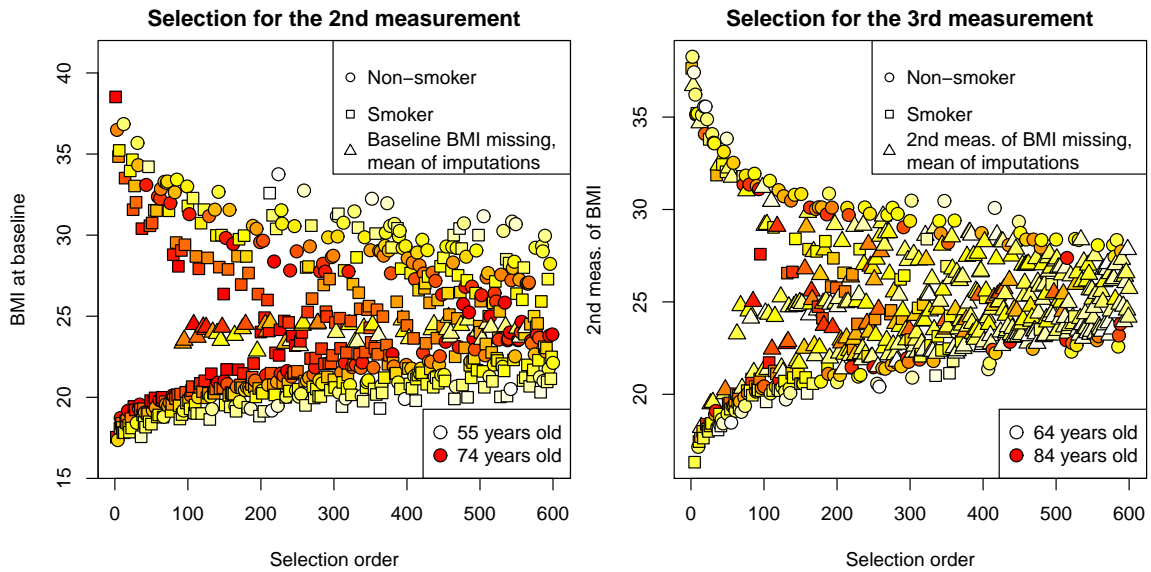 Selection for the 2nd measurement
Non−smoker
Smoker
Baseline BMI missing,
mean of imputations
55 years old
74 years old
BMI at baseline
15
20
25
30
35
40
0
100
200
300
400
500
600
Selection order
Selection for the 3rd measurement
Non−smoker
Smoker
2nd meas. of BMI missing,
mean of imputations
64 years old
84 years old
2nd meas. of BMI
20
25
30
35
0
100
200
300
400
500
600
Selection order